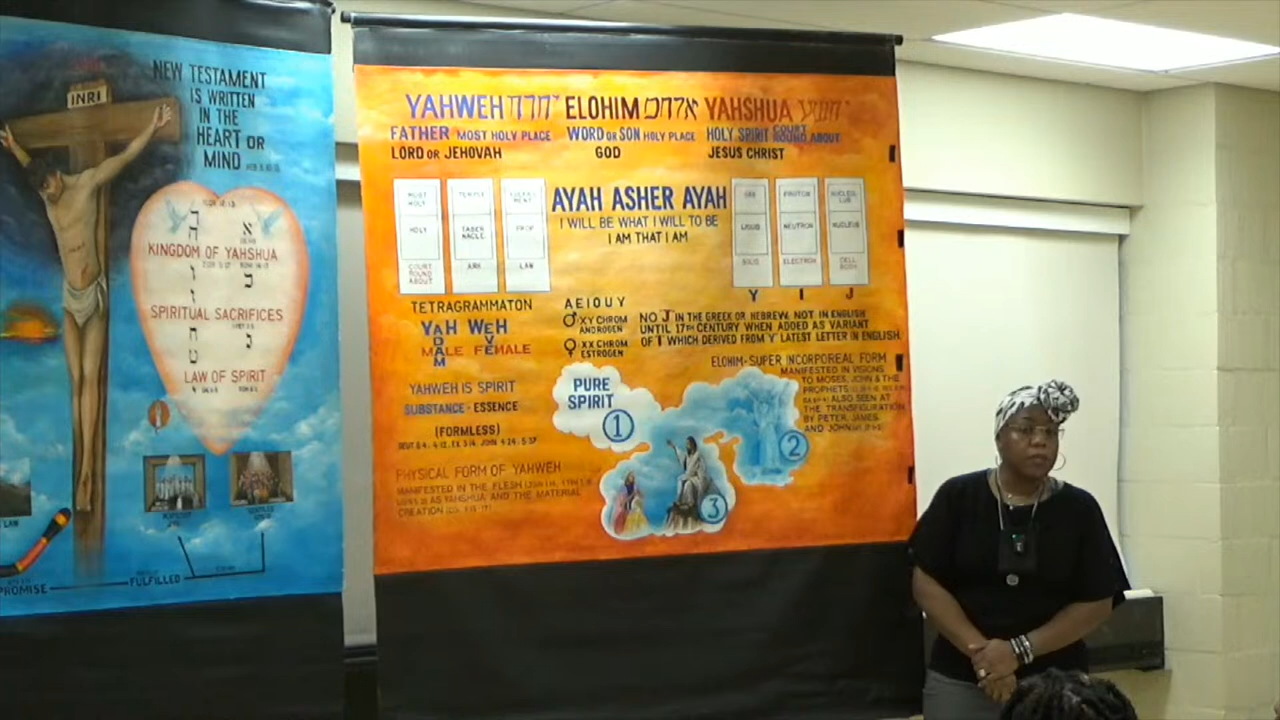 INRI
NEW TESTAMENT
IS WRITTEN
IN THE
HEART OR
MIND
KINGDOM OF YAHSHUA
SPIRITUAL SACRIFICES
LAW OF SPIRIT
LAW
PROMISE
FULFILLED
YAHWEH יהוה ELOHIM אלהים YAHSHUA
FATHER MOST HOLY PLACE WORD OR SON HOLY PLACE HOLY SPIRIT COURT ROUND ABOUT
LORD OR JEHOVAH GOD JESUS CHRIST
MOST HOLY
HOLY
COURT ROUND ABOUT
TEMPLE
TABER NACLE
ARK
LAW
AYAH ASHER AYAH
I WILL BE WHAT I WILL TO BE
I AM THAT I AM
GAS
LIQUID
SOLID
PROTON
NEUTRON
ELECTRON
NUCLEUS
CELL BODY
Y I J
TETRAGRAMMATON
YAH WEH
ADAM EVE
MALE FEMALE
A E I O U Y
♂ XY CHROM
ANDROGEN
♀ XX CHROM
ESTROGEN
NO J IN THE GREEK OR HEBREW, NOT IN ENGLISH
UNTIL 17TH CENTURY WHEN ADDED AS VARIANT
OF I WHICH DERIVED FROM Y LATEST LETTER IN ENGLISH.
YAHWEH IS SPIRIT
SUBSTANCE - ESSENCE
(FORMLESS)
PHYSICAL FORM OF YAHWEH
MANIFESTED IN THE FLESH
AS YAHSHUA AND THE MATERIAL
CREATION
PURE
SPIRIT
1
2
3
ELOHIM - SUPER INCORPOREAL FORM
MANIFESTED IN VISIONS
TO MOSES, JOHN & THE
PROPHETS
ALSO SEEN
AT THE TRANSFIGURATION
BY PETER, JAMES
AND JOHN